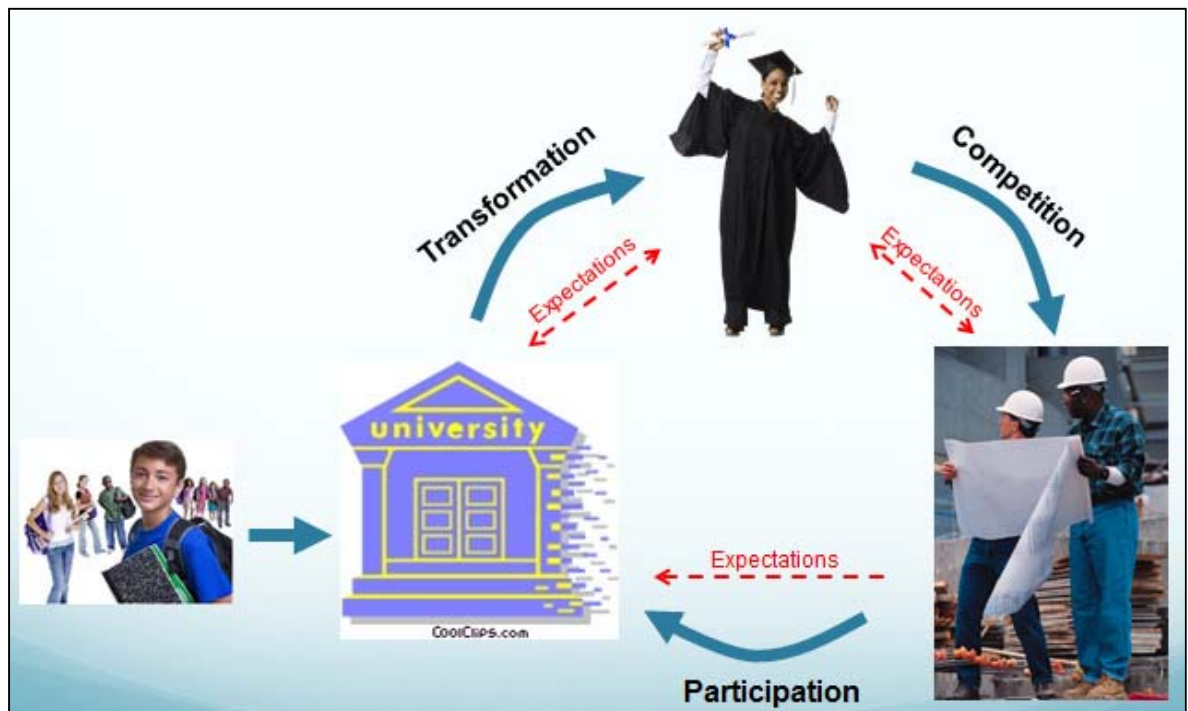 Transformation
Competition
Expectations
Expectations
university
Expectations
CoolClips.com
Participation